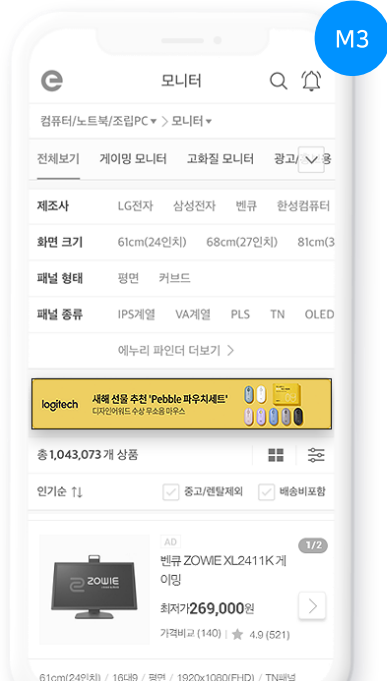 M3
e
모니터
컴퓨터/노트북/조립PC > 모니터
전체보기 게이밍 모니터 고화질 모니터 광고/ 용
제조사 LG전자 삼성전자 벤큐 한성컴퓨터
화면 크기 61cm(24인치) 68cm(27인치) 81cm(3
패널 형태 평면 커브드
패널 종류 IPS계열 VA계열 PLS TN OLED
에누리 파인더 더보기 >
logitech 새해 선물 추천 'Pebble 파우치세트'
디자인어워드 수상 무소음 마우스
총 1,043,073 개 상품
인기순 ↑↓ 중고/렌탈제외 배송비포함
AD 1/2
벤큐 ZOWIE XL2411K 게
이밍
ZOWIE
최저가269,000원
가격비교 (140) | ★ 4.9 (521)
61cm(24인치) / 16대9 / 평면 / 1920x1080(FHD) / TN패널